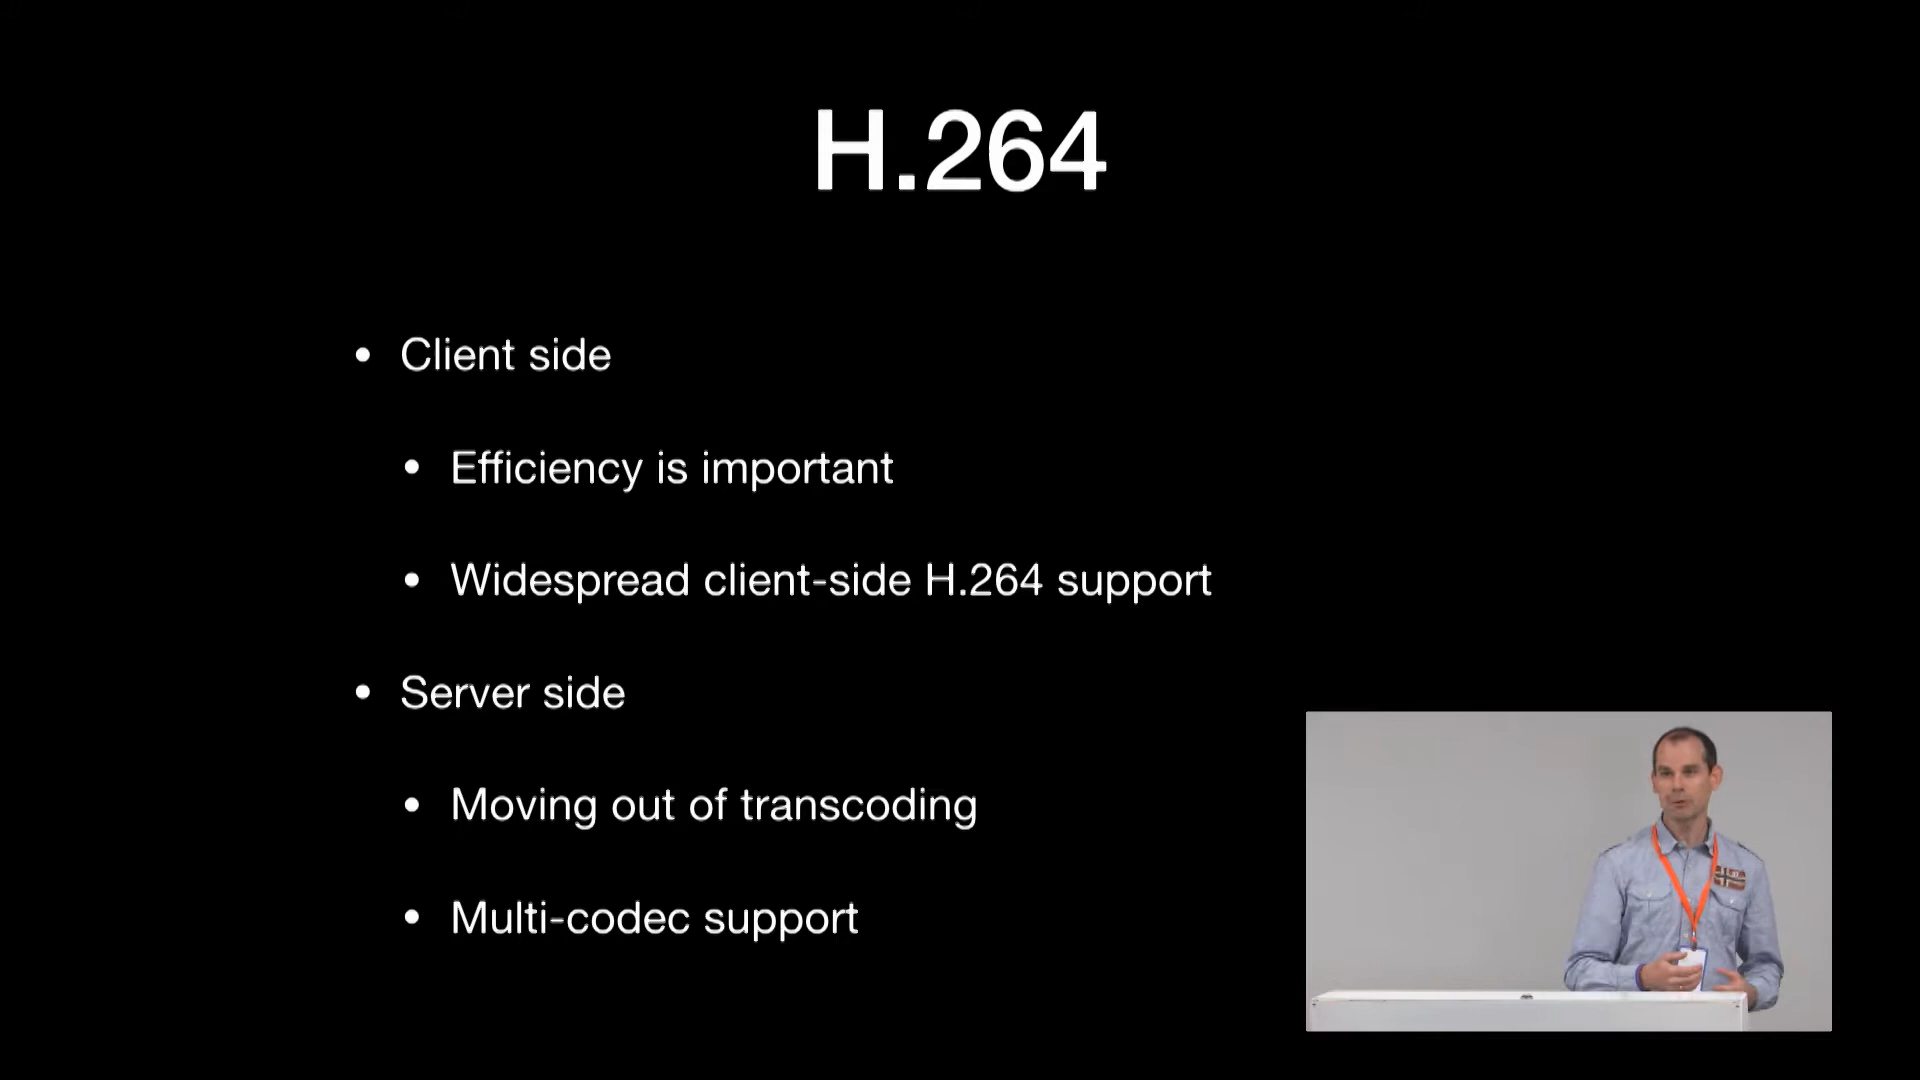 H.264
• Client side
• Efficiency is important
• Widespread client-side H.264 support
• Server side
• Moving out of transcoding
• Multi-codec support